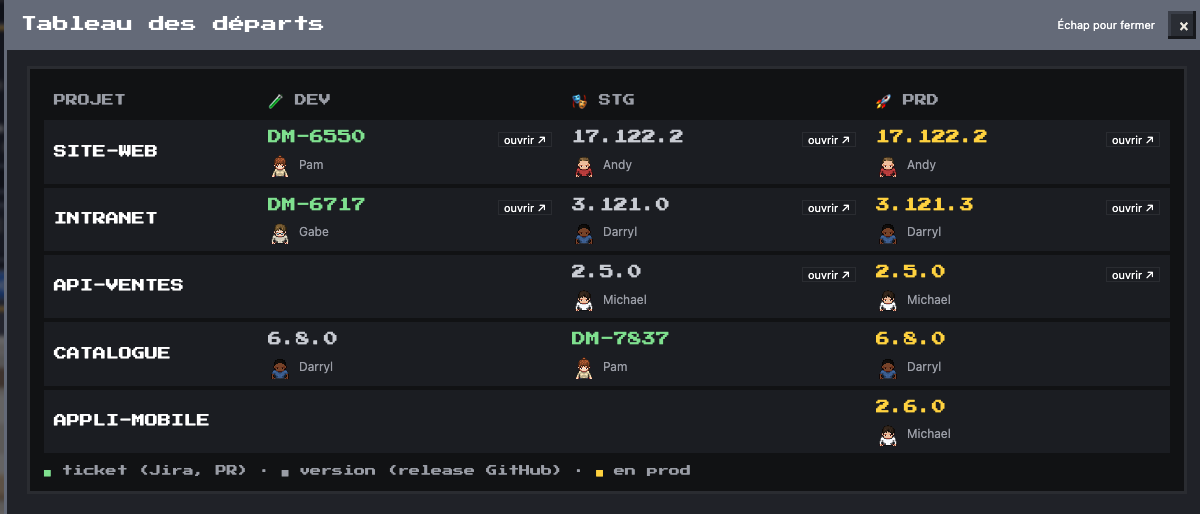 Tableau des départs
Échap pour fermer
x
PROJET DEV STG PRD
SITE-WEB
DM-6550 ouvrir ↗
Pam
17.122.2 ouvrir ↗
Andy
17.122.2 ouvrir ↗
Andy
INTRANET
DM-6717 ouvrir ↗
Gabe
3.121.0 ouvrir ↗
Darryl
3.121.3 ouvrir ↗
Darryl
API-VENTES
2.5.0 ouvrir ↗
Michael
2.5.0 ouvrir ↗
Michael
CATALOGUE
6.8.0
Darryl
DM-7837
Pam
6.8.0
Darryl
APPLI-MOBILE
2.6.0
Michael
ticket (Jira, PR) · version (release GitHub) · en prod